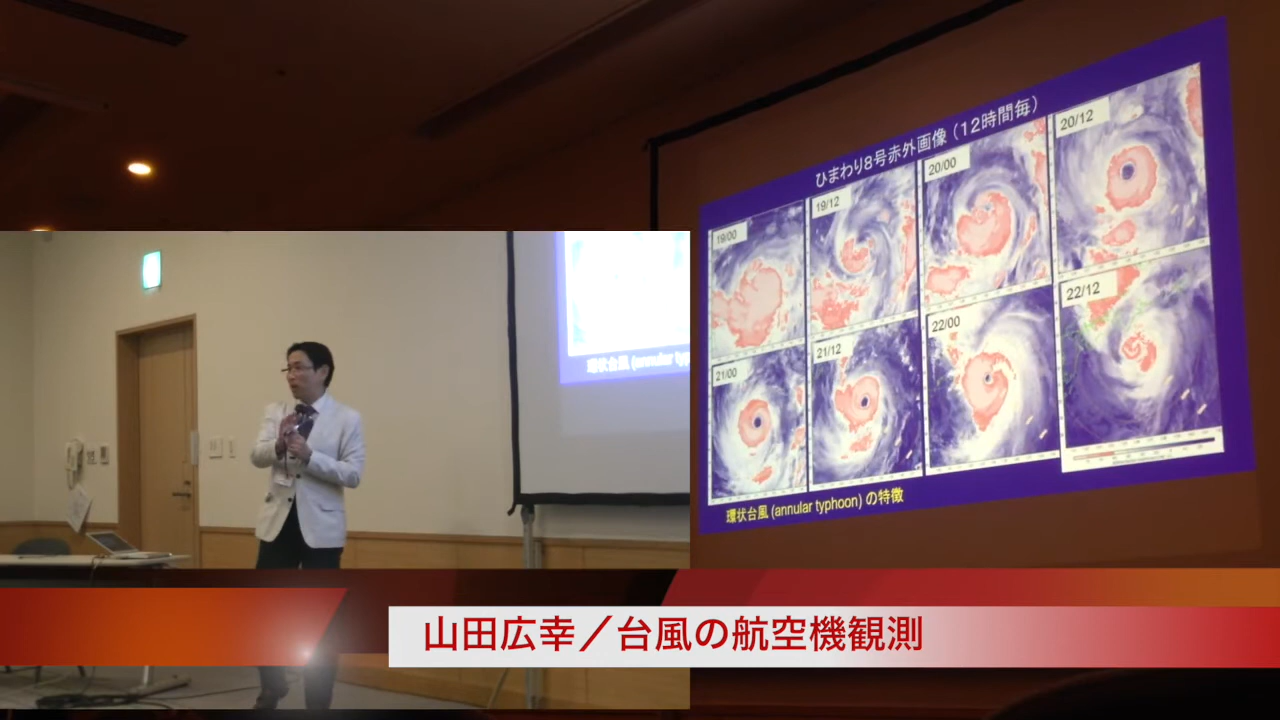 ひまわり8号赤外画像（12時間毎）
19/00
19/12
20/00
20/12
21/00
21/12
22/00
22/12
環状台風 (annular typhoon) の特徴
環状台風 (annular typ
山田広幸／台風の航空機観測